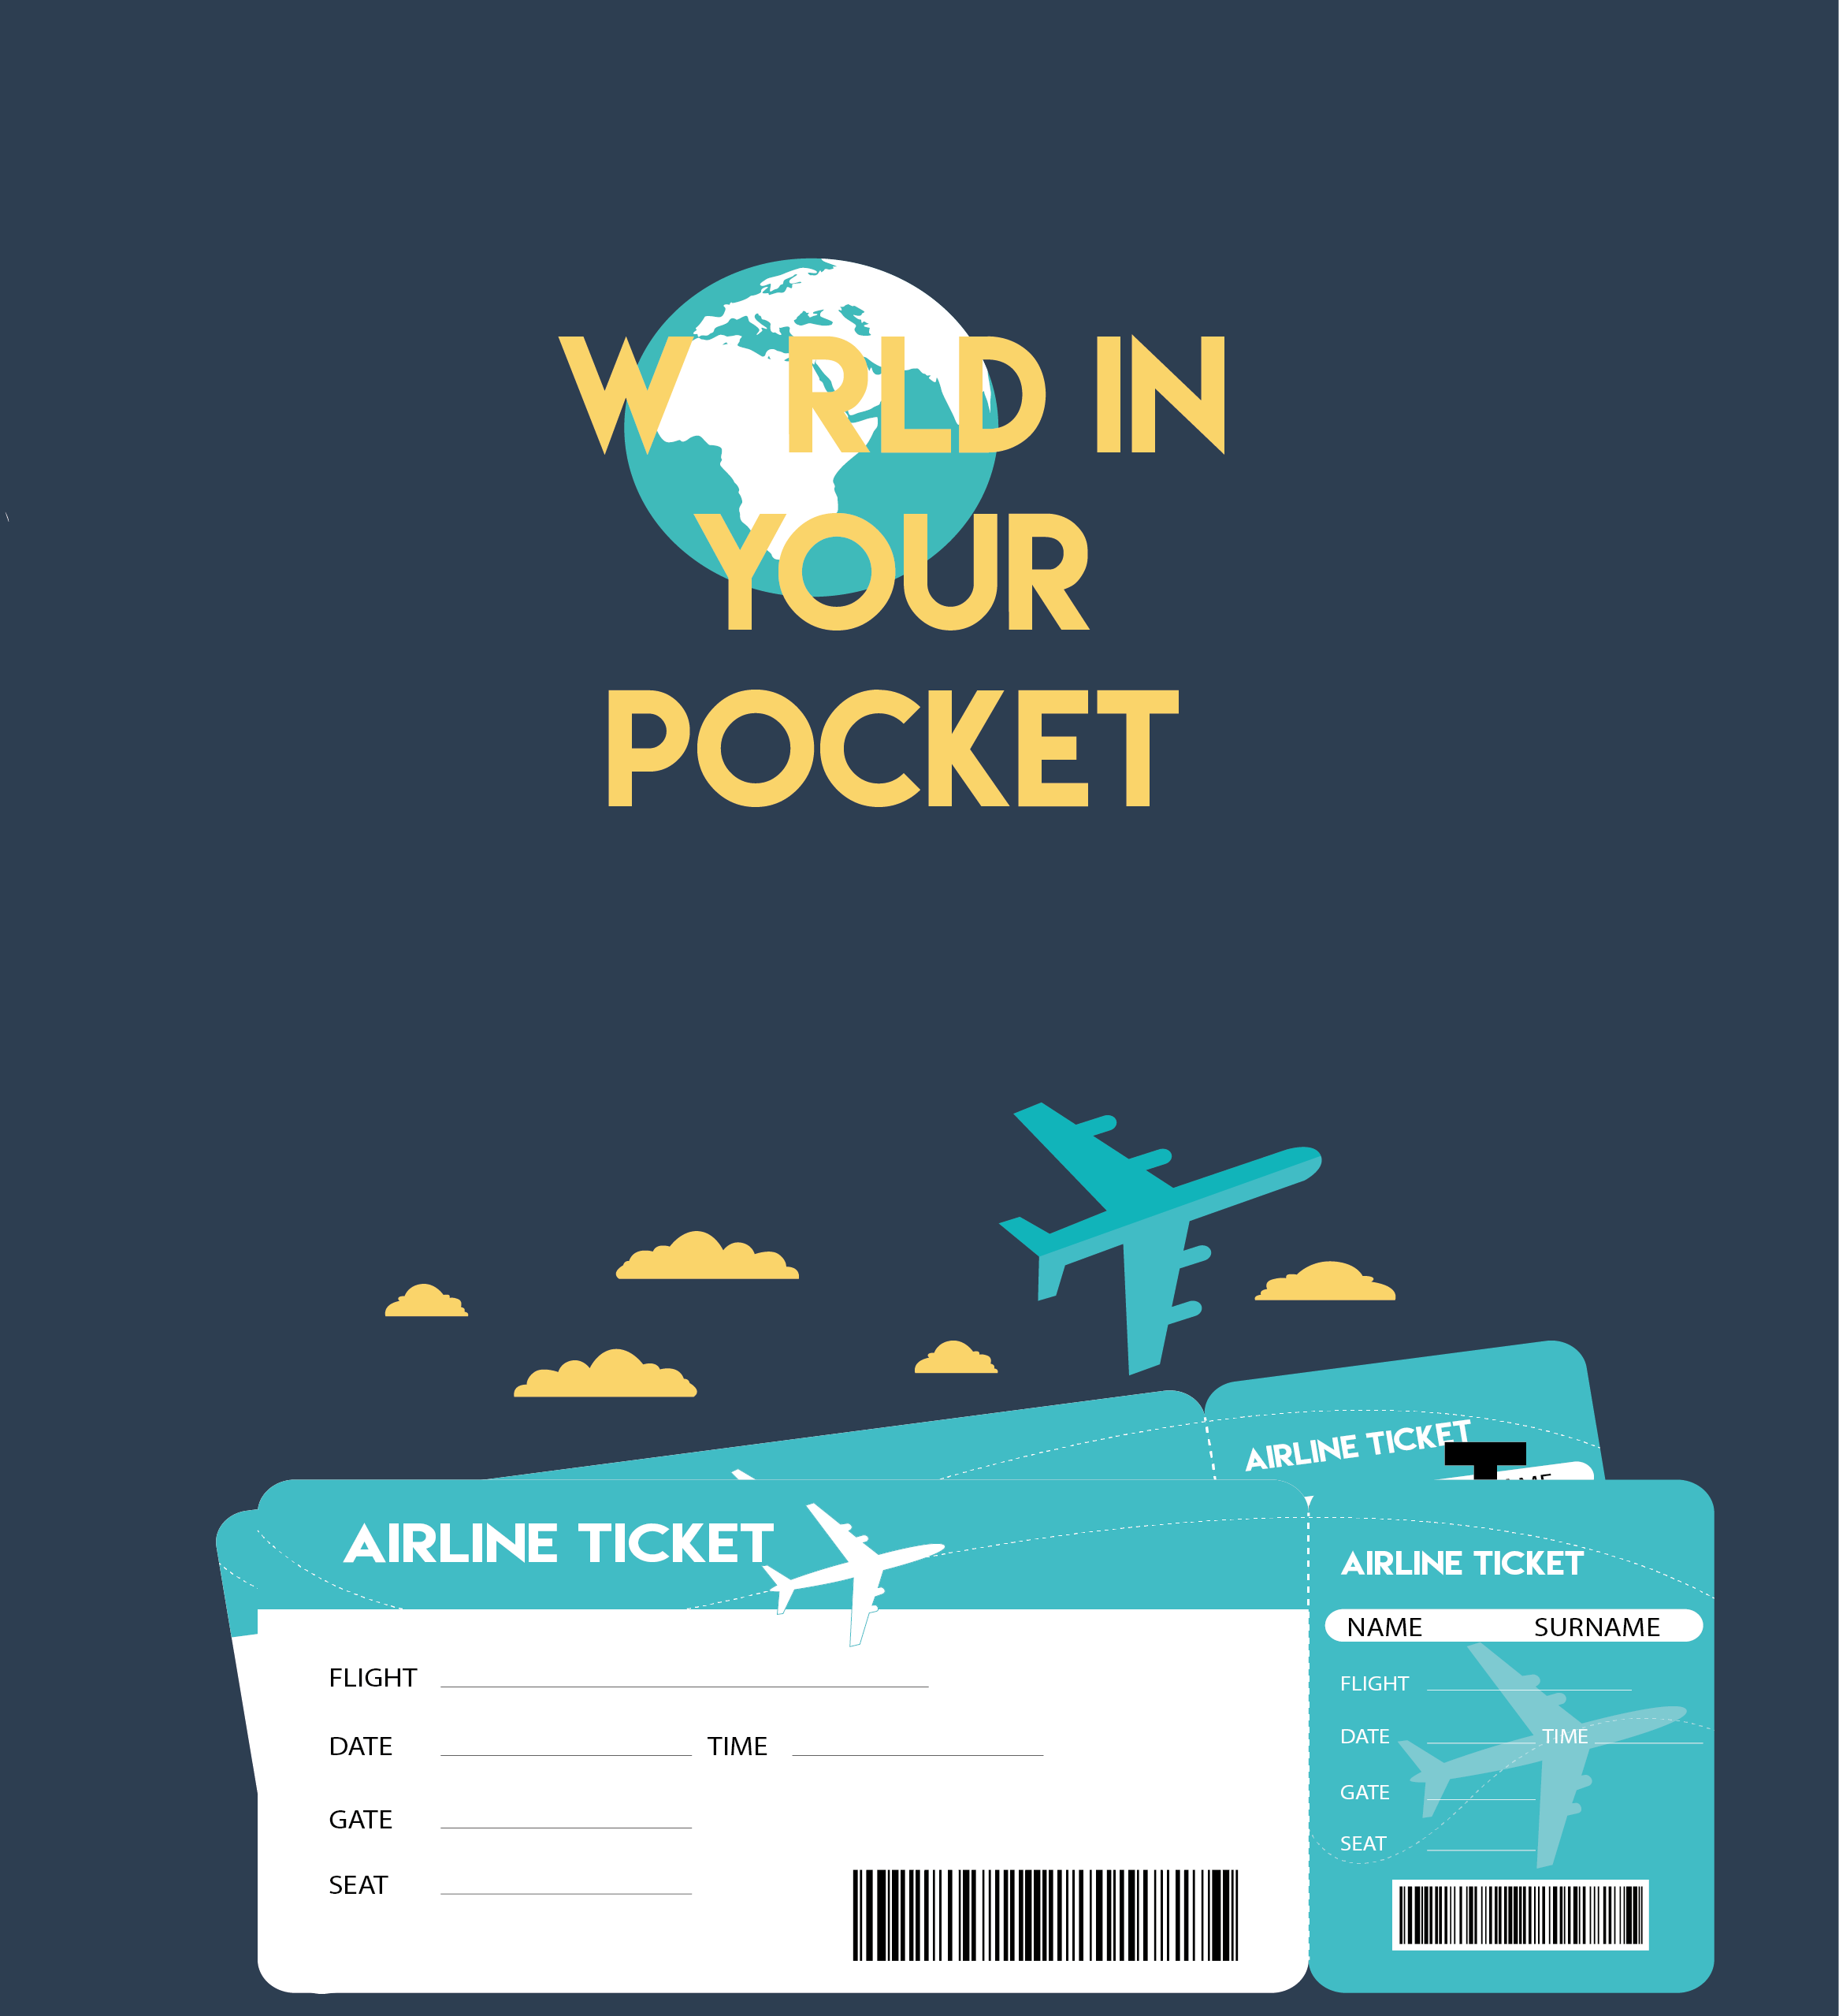 W RLD IN
YOUR
POCKET
AIRLINE TICKET
T
AIRLINE TICKET
AIRLINE TICKET
NAME SURNAME
FLIGHT
FLIGHT
DATE TIME
DATE TIME
GATE
GATE
SEAT
SEAT